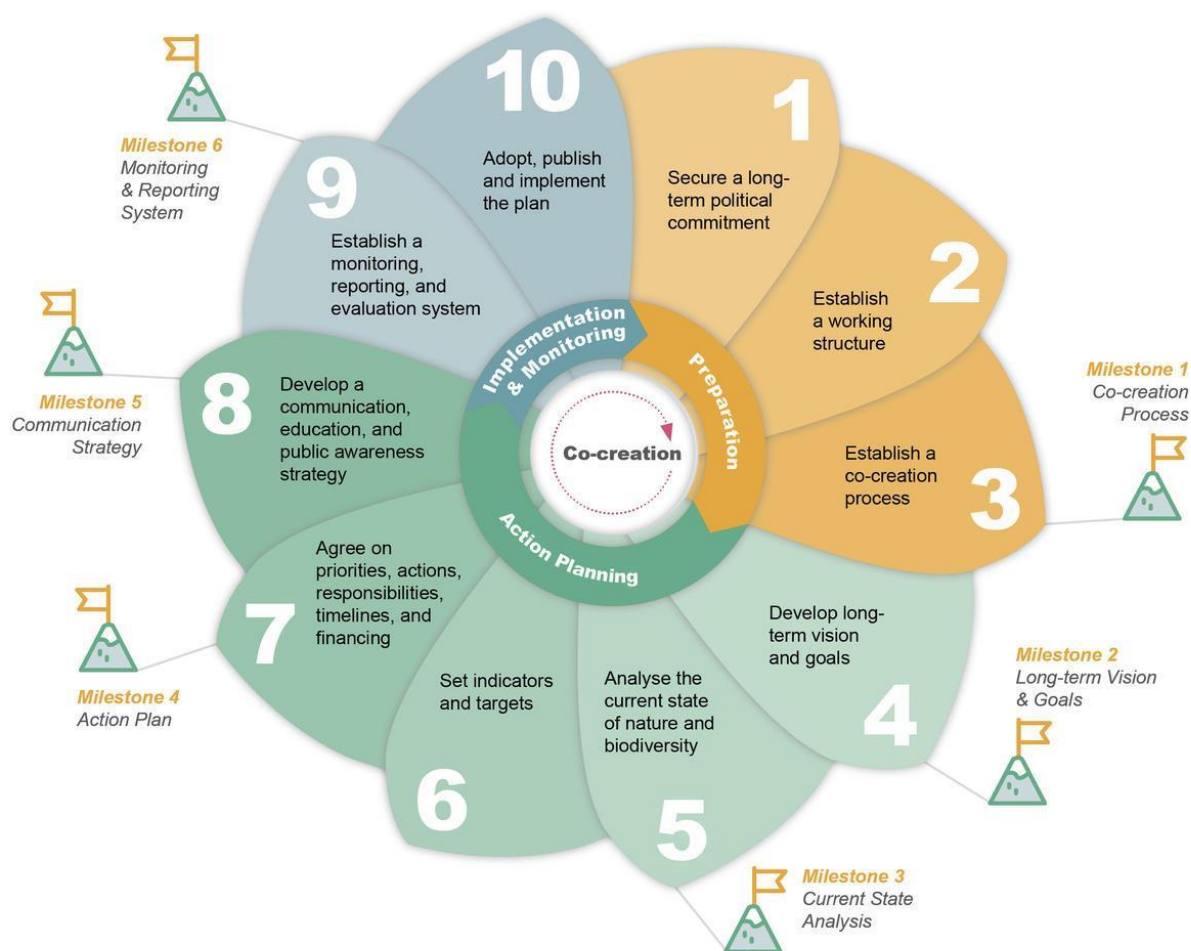 1
Secure a long-
term political
commitment
2
Establish
a working
structure
3
Establish a
co-creation
process
Milestone 1
Co-creation
Process
4
Develop long-
term vision
and goals
Milestone 2
Long-term Vision
& Goals
5
Analyse the
current state
of nature and
biodiversity
Milestone 3
Current State
Analysis
6
Set indicators
and targets
7
Agree on
priorities, actions,
responsibilities,
timelines, and
financing
Milestone 4
Action Plan
8
Develop a
communication,
education, and
public awareness
strategy
Milestone 5
Communication
Strategy
9
Establish a
monitoring,
reporting, and
evaluation system
Milestone 6
Monitoring
& Reporting
System
10
Adopt, publish
and implement
the plan
Preparation
Action Planning
Implementation
& Monitoring
Co-creation